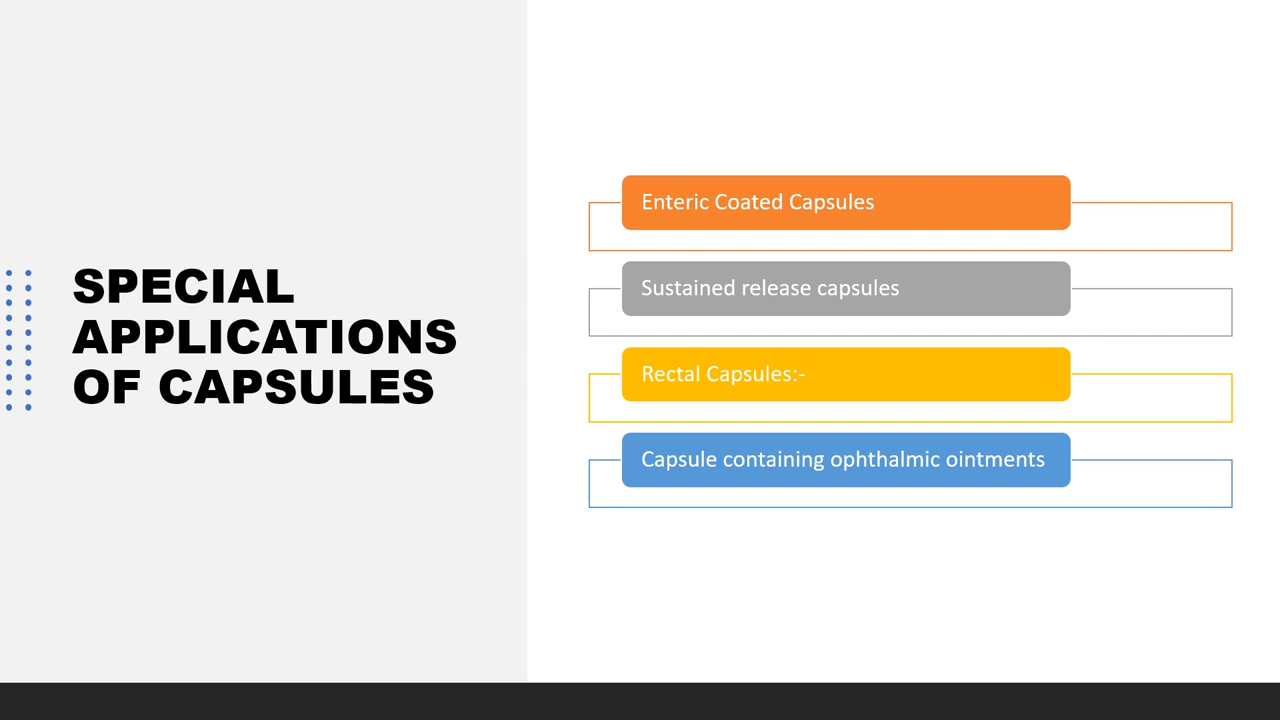 SPECIAL
APPLICATIONS
OF CAPSULES
Enteric Coated Capsules
Sustained release capsules
Rectal Capsules:-
Capsule containing ophthalmic ointments